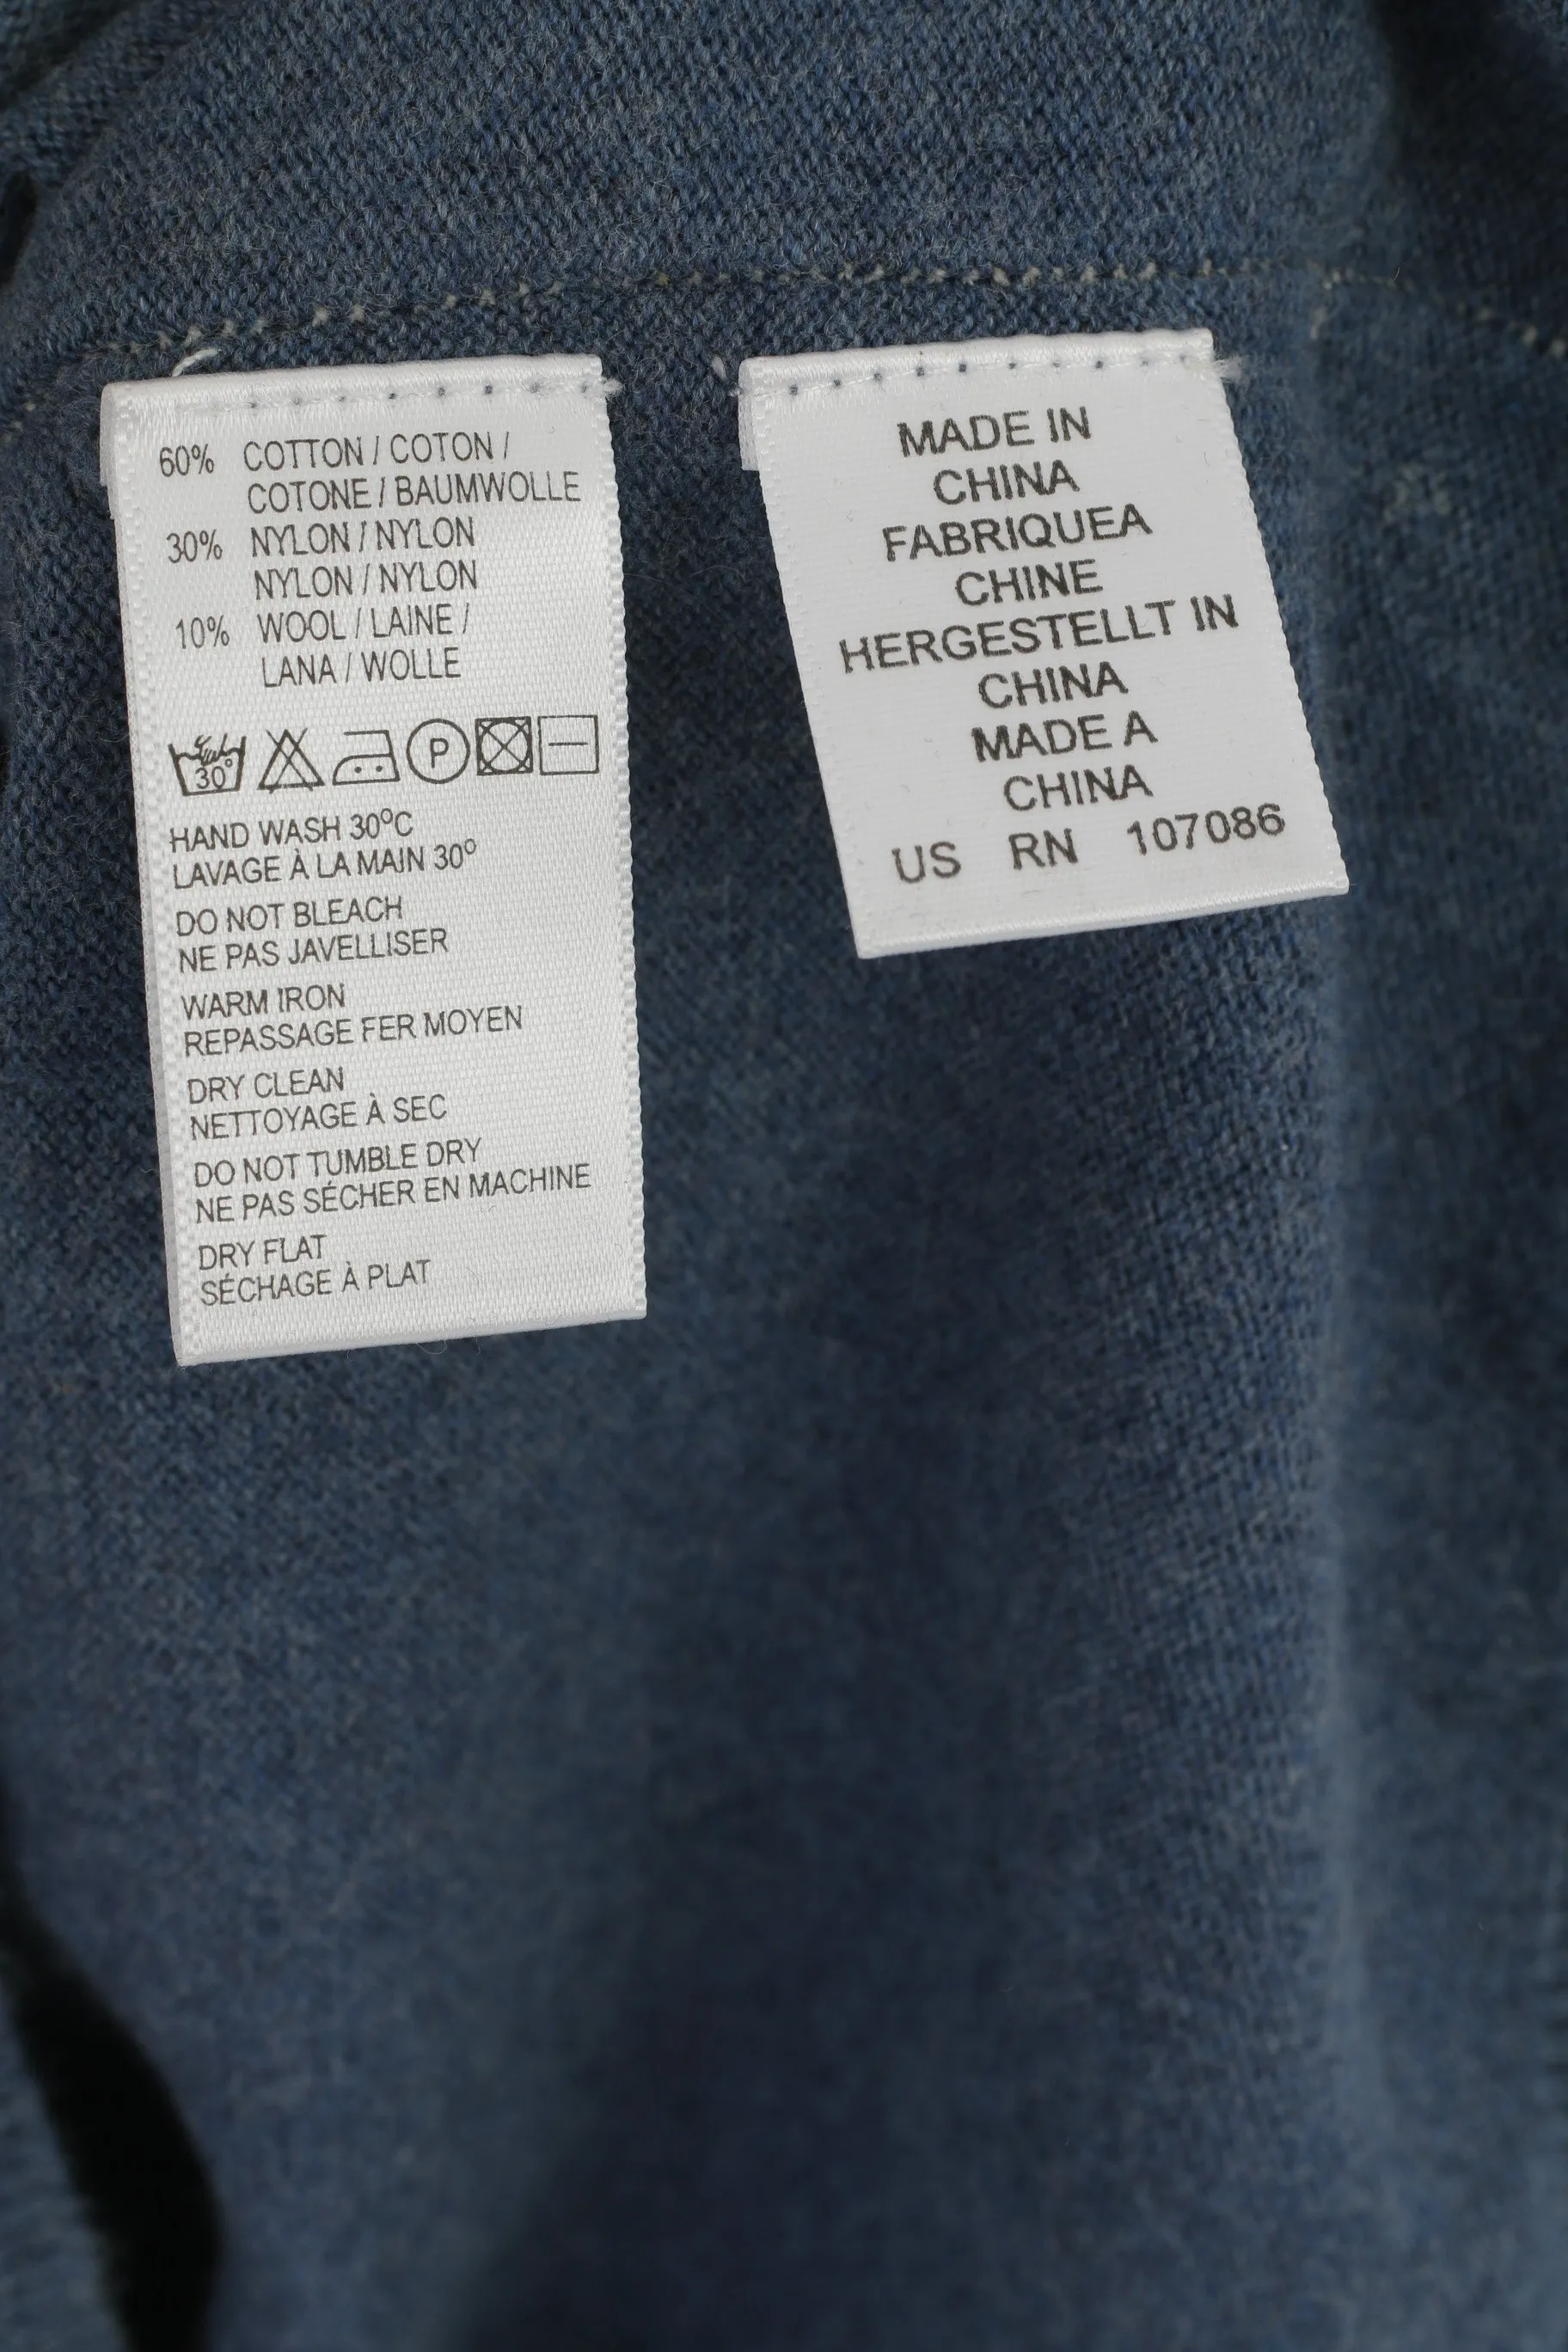 60% COTTON / COTON /
COTONE / BAUMWOLLE
30% NYLON / NYLON
NYLON / NYLON
10% WOOL / LAINE /
LANA / WOLLE
30°
P
HAND WASH 30°C
LAVAGE À LA MAIN 30°
DO NOT BLEACH
NE PAS JAVELLISER
WARM IRON
REPASSAGE FER MOYEN
DRY CLEAN
NETTOYAGE À SEC
DO NOT TUMBLE DRY
NE PAS SÉCHER EN MACHINE
DRY FLAT
SÉCHAGE À PLAT
MADE IN
CHINA
FABRIQUEA
CHINE
HERGESTELLT IN
CHINA
MADE A
CHINA
US RN 107086